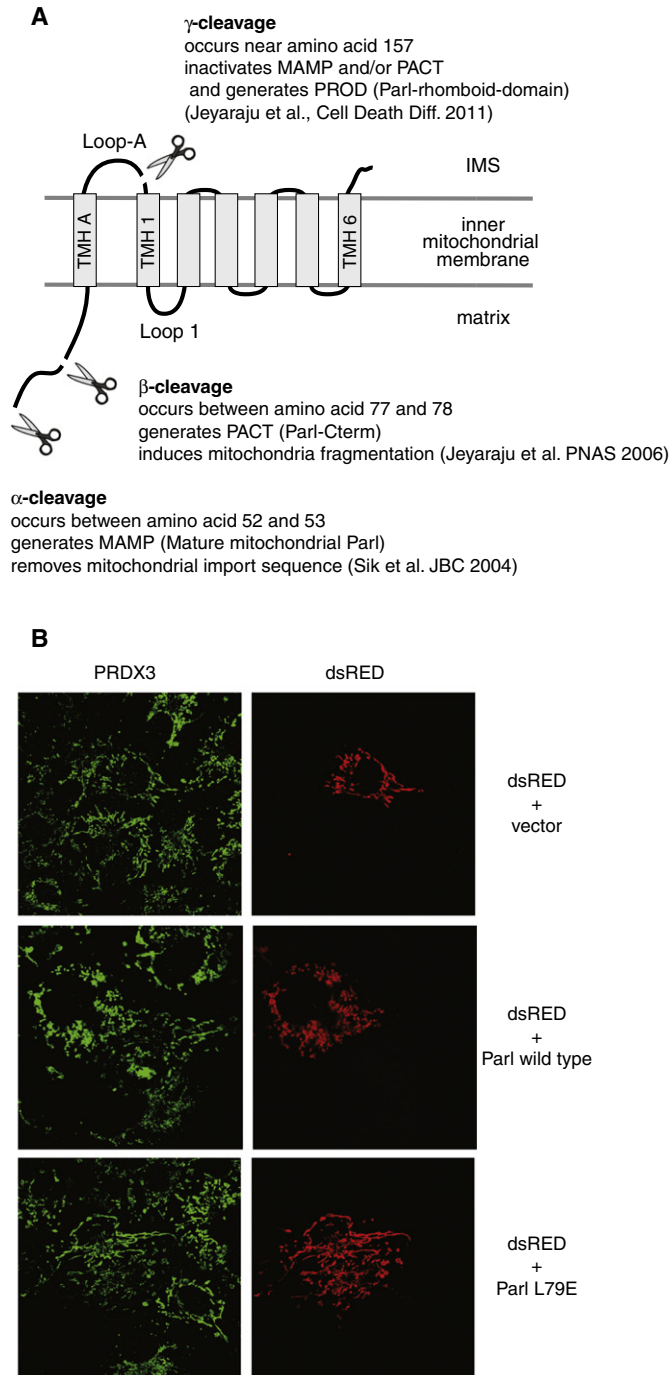 A
γ-cleavage
occurs near amino acid 157
inactivates MAMP and/or PACT
and generates PROD (Parl-rhomboid-domain)
(Jeyaraju et al., Cell Death Diff. 2011)
Loop-A
IMS
TMH A
TMH 1
TMH 6
inner
mitochondrial
membrane
Loop 1
matrix
β-cleavage
occurs between amino acid 77 and 78
generates PACT (Parl-Cterm)
induces mitochondria fragmentation (Jeyaraju et al. PNAS 2006)
α-cleavage
occurs between amino acid 52 and 53
generates MAMP (Mature mitochondrial Parl)
removes mitochondrial import sequence (Sik et al. JBC 2004)
B
PRDX3
dsRED
dsRED
+
vector
dsRED
+
Parl wild type
dsRED
+
Parl L79E